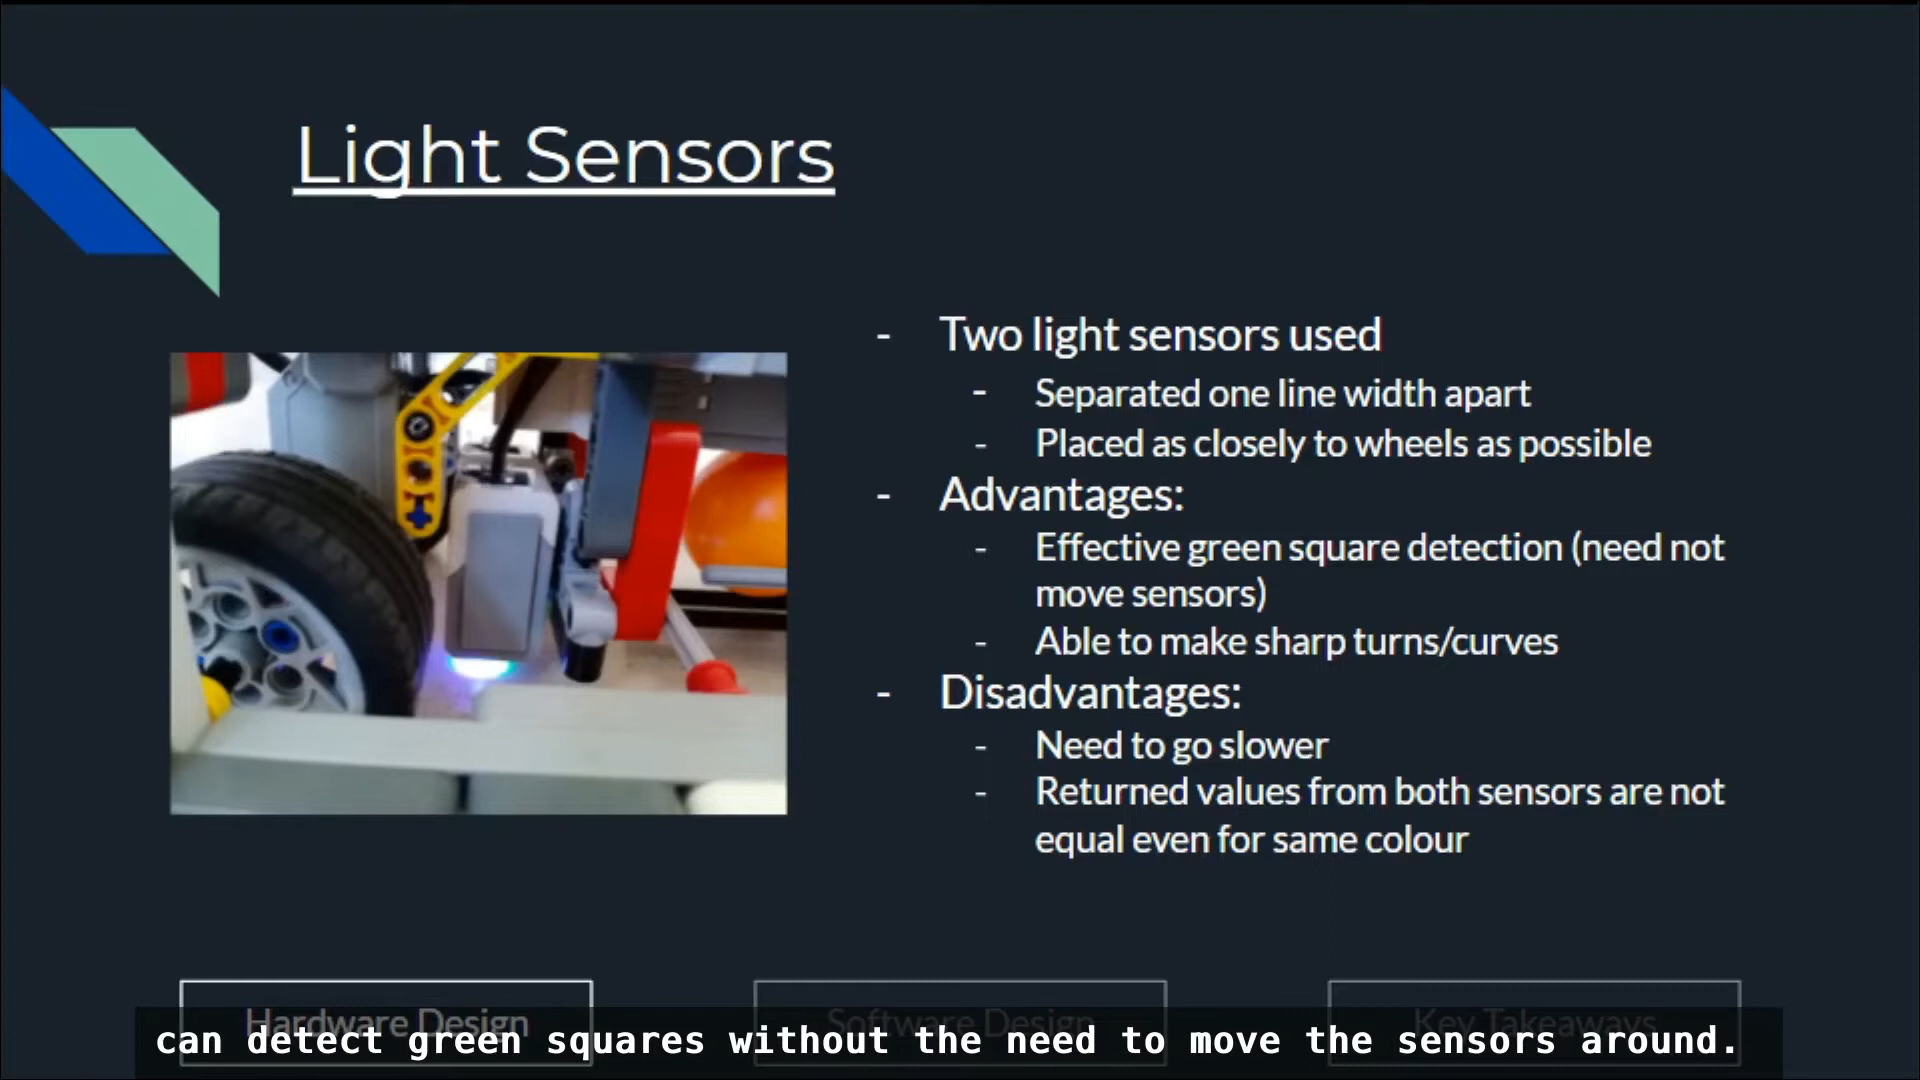 Light Sensors
- Two light sensors used
- Separated one line width apart
- Placed as closely to wheels as possible
- Advantages:
- Effective green square detection (need not
move sensors)
- Able to make sharp turns/curves
- Disadvantages:
- Need to go slower
- Returned values from both sensors are not
equal even for same colour
Hardware Design
Software Design
Key Takeaways
can detect green squares without the need to move the sensors around.